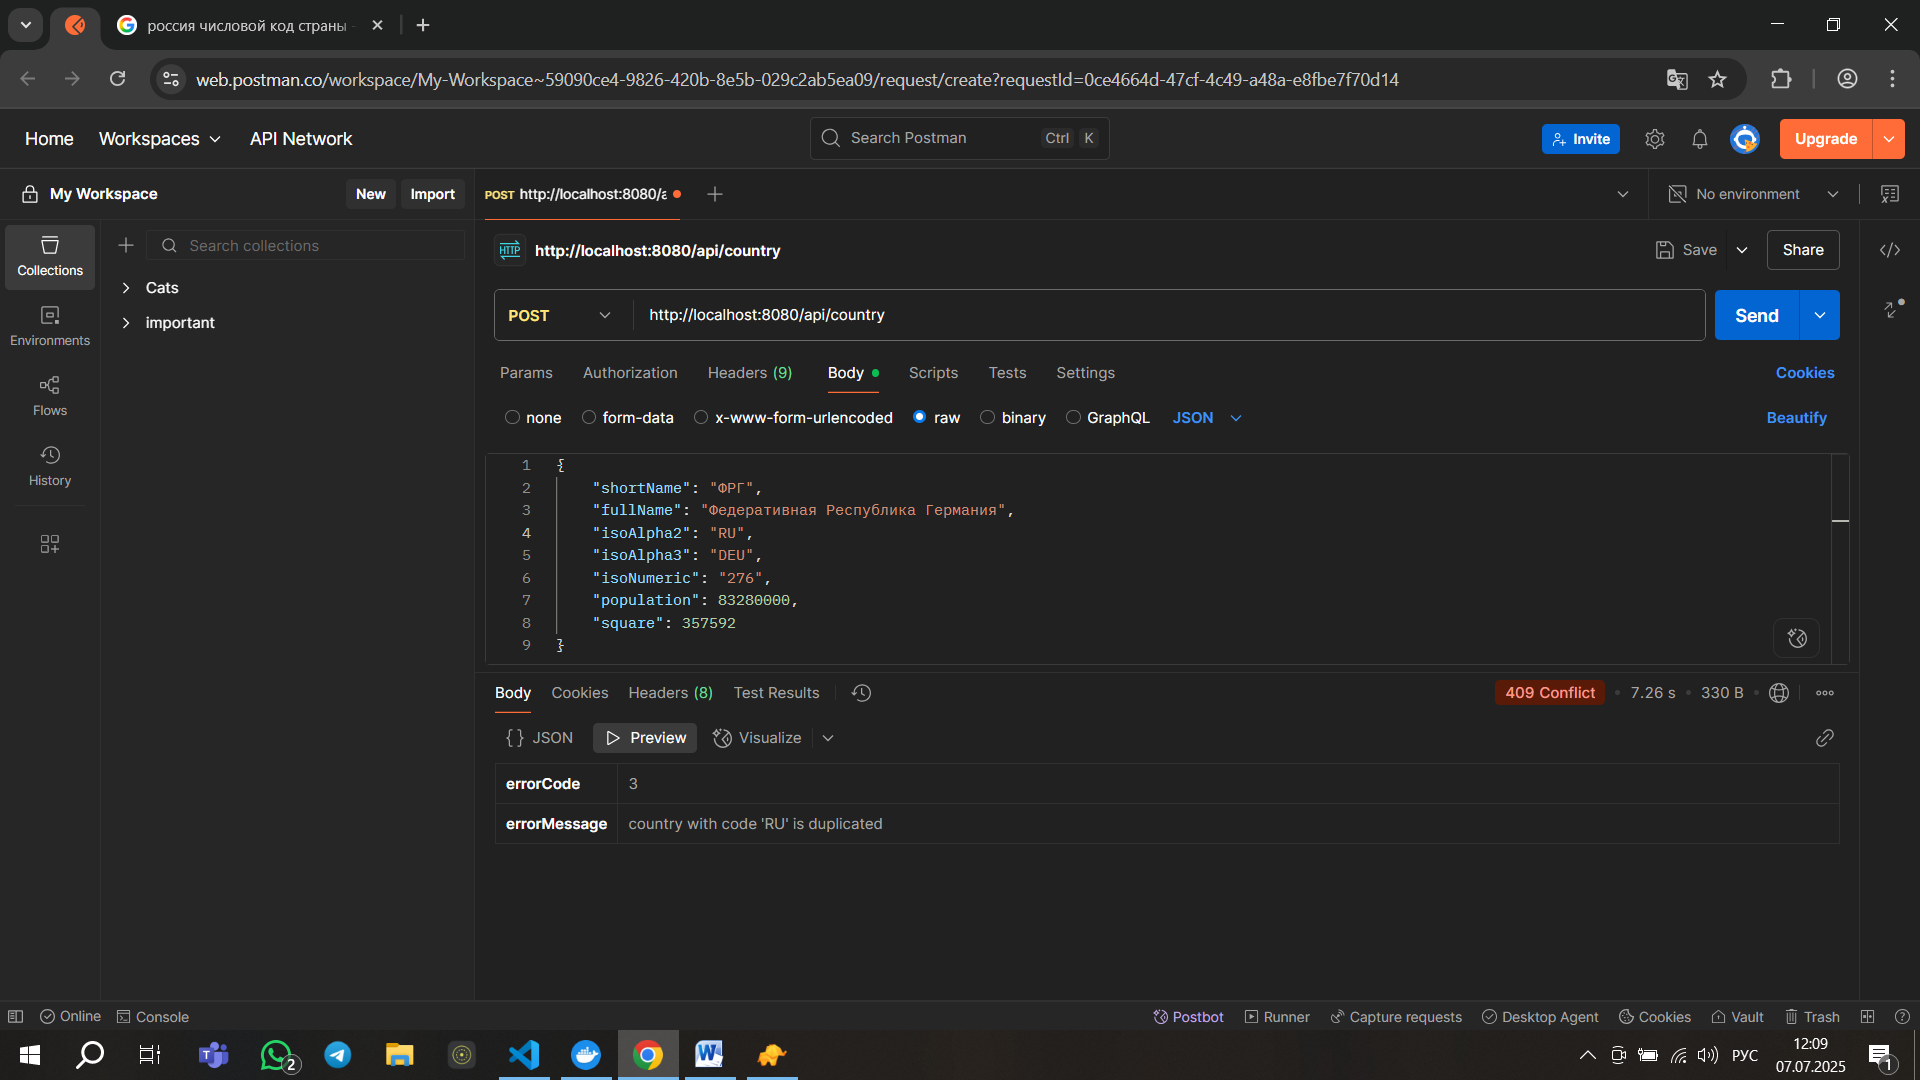 россия числовой код страны -
web.postman.co/workspace/My-Workspace~59090ce4-9826-420b-8e5b-029c2ab5ea09/request/create?requestId=0ce4664d-47cf-4c49-a48a-e8fbe7f70d14
Home Workspaces API Network
Search Postman Ctrl K
Invite
Upgrade
My Workspace New Import
POST http://localhost:8080/a
No environment
Collections
Environments
Flows
History
Search collections
Cats
important
HTTP http://localhost:8080/api/country
Save Share
POST http://localhost:8080/api/country
Send
Params Authorization Headers (9) Body Scripts Tests Settings Cookies
none form-data x-www-form-urlencoded raw binary GraphQL JSON Beautify
1 {
2 "shortName": "ФРГ",
3 "fullName": "Федеративная Республика Германия",
4 "isoAlpha2": "RU",
5 "isoAlpha3": "DEU",
6 "isoNumeric": "276",
7 "population": 83280000,
8 "square": 357592
9 }
Body Cookies Headers (8) Test Results
409 Conflict • 7.26 s • 330 B
{} JSON Preview Visualize
errorCode 3
errorMessage country with code 'RU' is duplicated
Online Console
Postbot Runner Capture requests Desktop Agent Cookies Vault Trash
2
РУС
12:09
07.07.2025
1